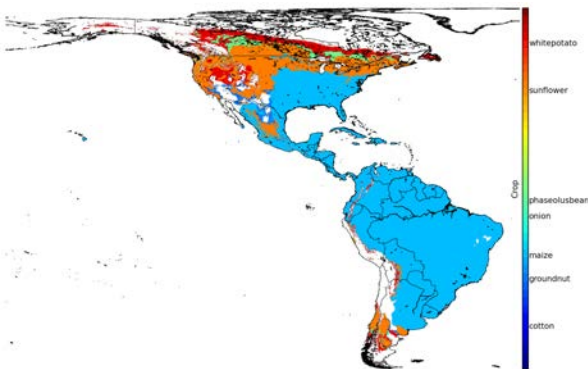 whitepotato
sunflower
phaseolusbean
onion
maize
groundnut
cotton
Crop